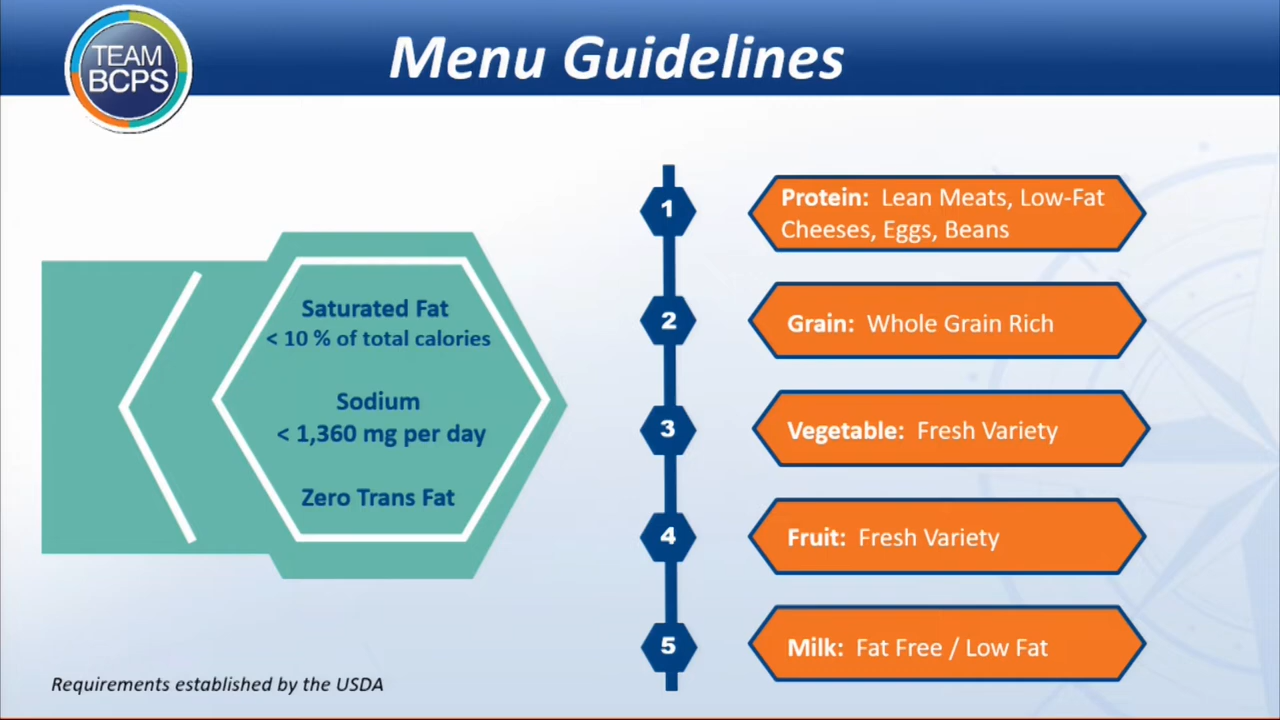 TEAM
BCPS
Menu Guidelines
Saturated Fat
< 10 % of total calories
Sodium
< 1,360 mg per day
Zero Trans Fat
1
Protein: Lean Meats, Low-Fat
Cheeses, Eggs, Beans
2
Grain: Whole Grain Rich
3
Vegetable: Fresh Variety
4
Fruit: Fresh Variety
5
Milk: Fat Free / Low Fat
Requirements established by the USDA